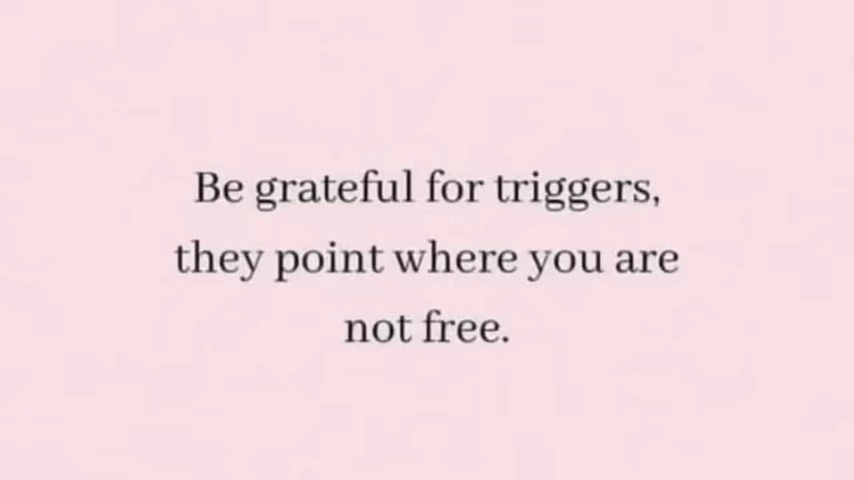 Be grateful for triggers,
they point where you are
not free.